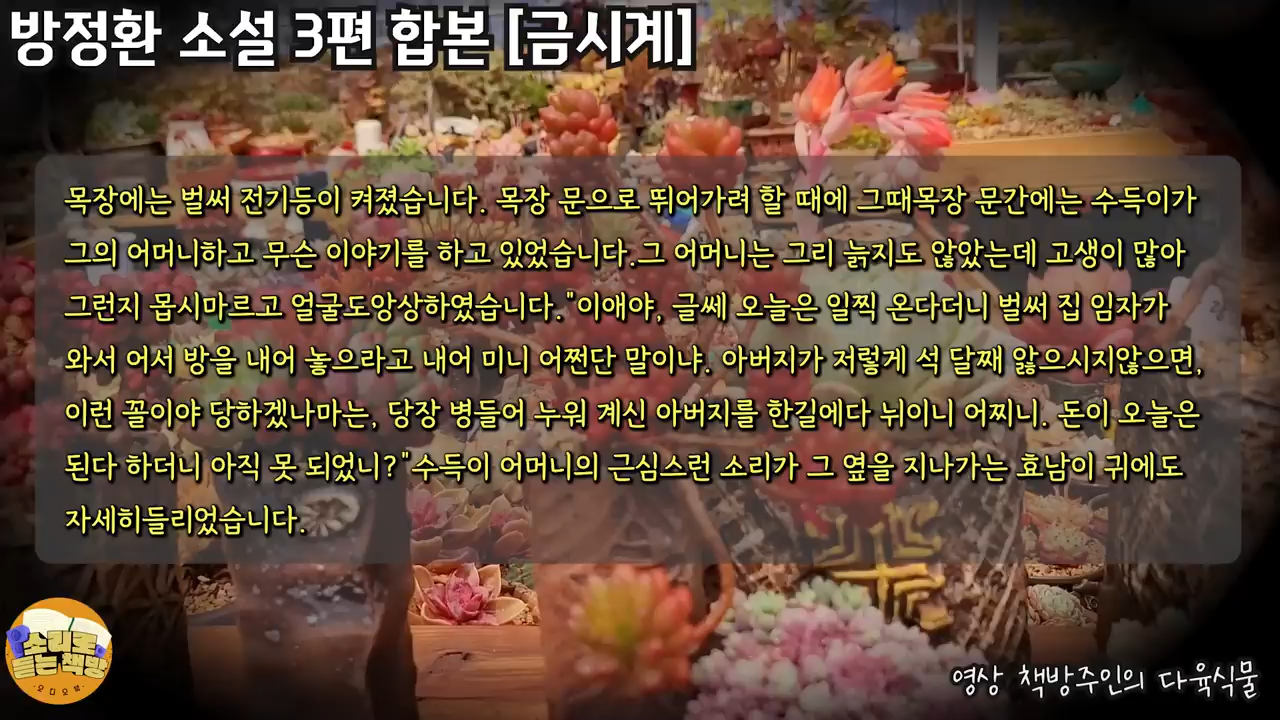 방정환 소설 3편 합본 [금시계]
목장에는 벌써 전기등이 켜졌습니다. 목장 문으로 뛰어가려 할 때에 그때목장 문간에는 수득이가
그의 어머니하고 무슨 이야기를 하고 있었습니다.그 어머니는 그리 늙지도 않았는데 고생이 많아
그런지 몹시마르고 얼굴도앙상하였습니다."이애야, 글쎄 오늘은 일찍 온다더니 벌써 집 임자가
와서 어서 방을 내어 놓으라고 내어 미니 어쩐단 말이냐. 아버지가 저렇게 석 달째 앓으시지않으면,
이런 꼴이야 당하겠나마는, 당장 병들어 누워 계신 아버지를 한길에다 뉘이니 어찌니. 돈이 오늘은
된다 하더니 아직 못 되었니?"수득이 어머니의 근심스런 소리가 그 옆을 지나가는 효남이 귀에도
자세히들리었습니다.
소리로
듣는책방
·오디오북·
영상 책방주인의 다육식물